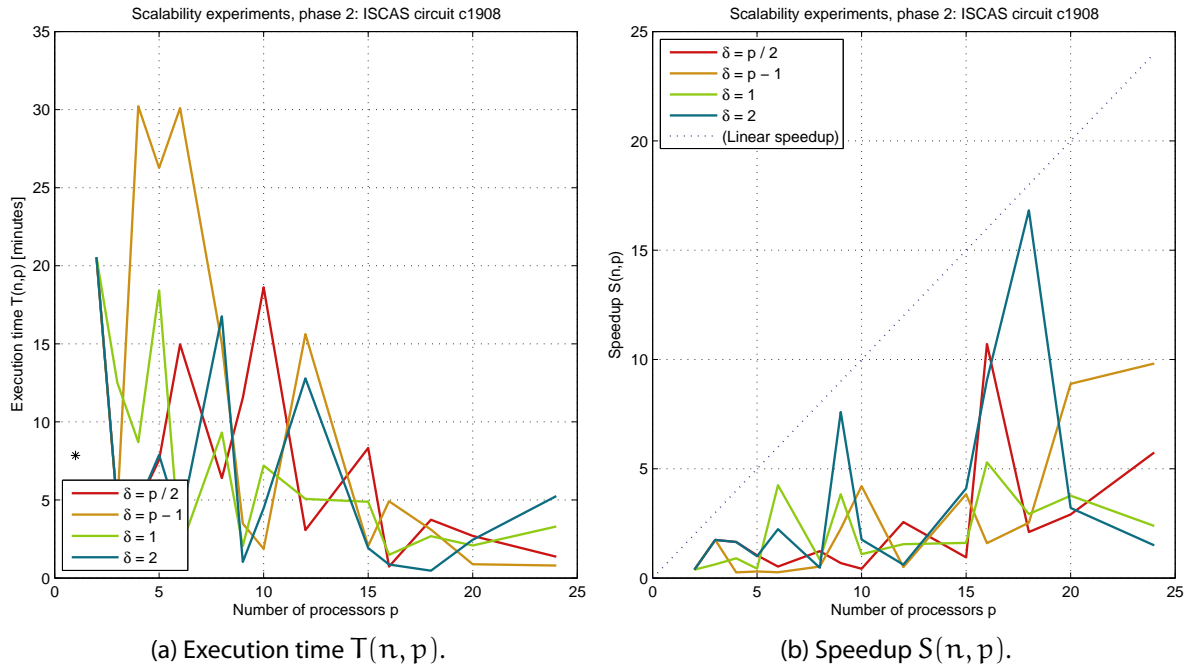 Scalability experiments, phase 2: ISCAS circuit c1908
35
30
25
20
15
10
5
0
Execution time T(n,p) [minutes]
*
δ = p / 2
δ = p − 1
δ = 1
δ = 2
0
5
10
15
20
25
Number of processors p
(a) Execution time T(n, p).
Scalability experiments, phase 2: ISCAS circuit c1908
25
20
15
10
5
0
Speedup S(n,p)
δ = p / 2
δ = p − 1
δ = 1
δ = 2
(Linear speedup)
0
5
10
15
20
25
Number of processors p
(b) Speedup S(n, p).